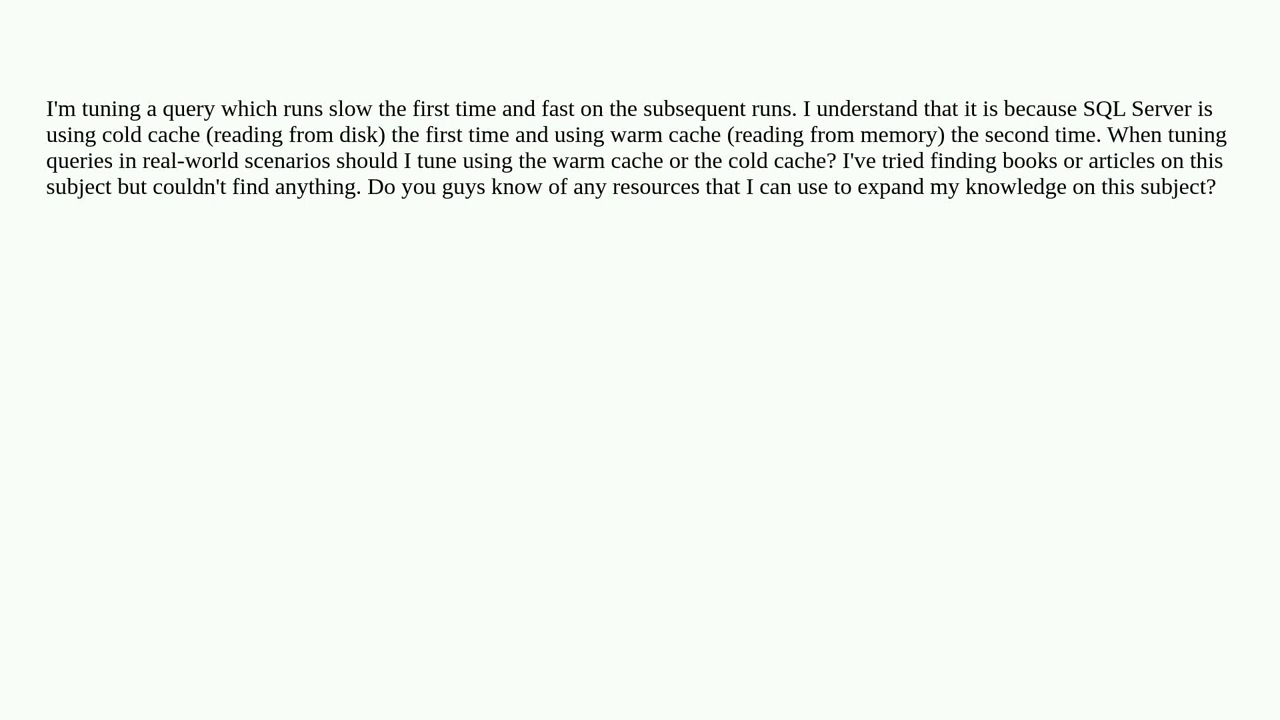 I'm tuning a query which runs slow the first time and fast on the subsequent runs. I understand that it is because SQL Server is
using cold cache (reading from disk) the first time and using warm cache (reading from memory) the second time. When tuning
queries in real-world scenarios should I tune using the warm cache or the cold cache? I've tried finding books or articles on this
subject but couldn't find anything. Do you guys know of any resources that I can use to expand my knowledge on this subject?